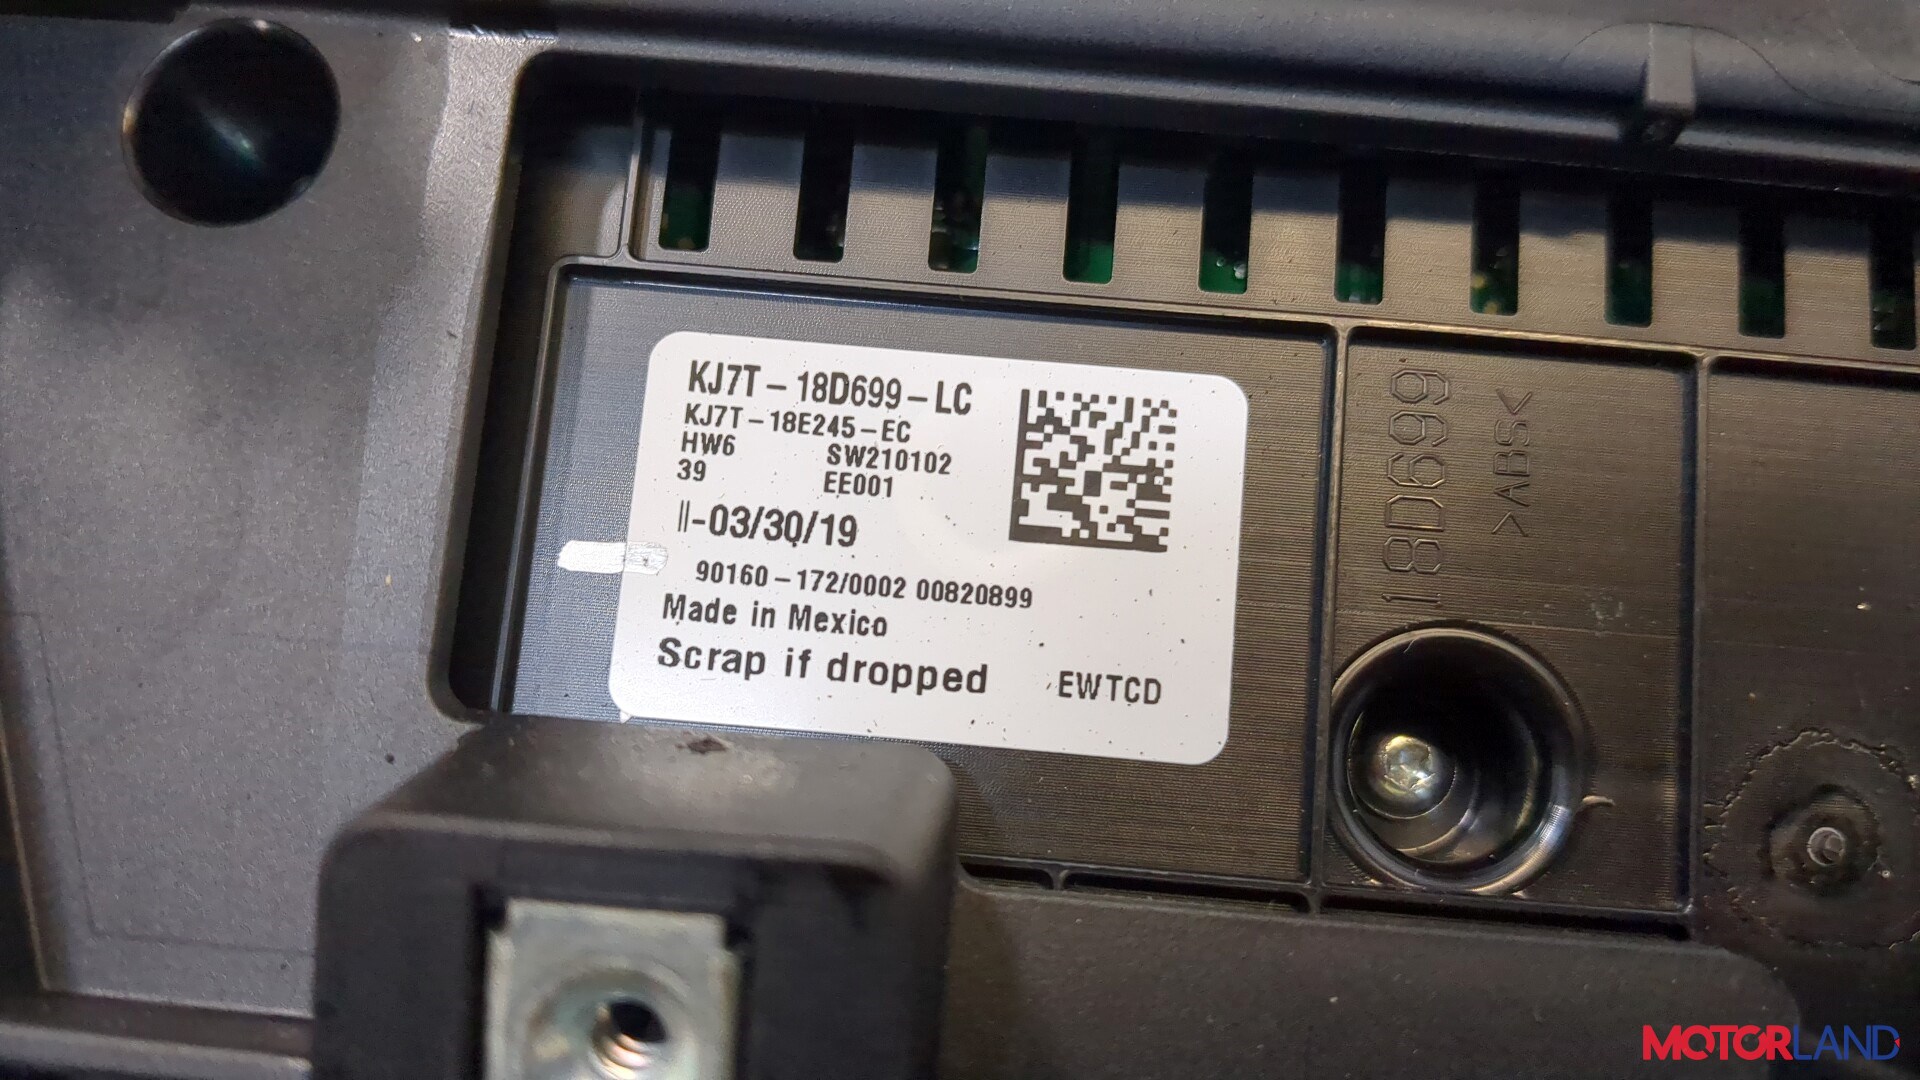 KJ7T-18D699-LC
KJ7T-18E245-EC
HW6 SW210102
39 EE001
||-03/30/19
90160-172/0002 00820899
Made in Mexico
Scrap if dropped EWTCD
18D699
>ABS<
MOTORLAND